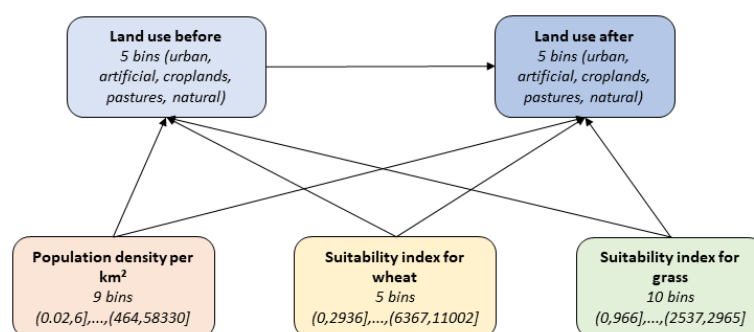 Land use before
5 bins (urban,
artificial, croplands,
pastures, natural)
Land use after
5 bins (urban,
artificial, croplands,
pastures, natural)
Population density per
km²
9 bins
(0.02,6],...,(464,58330]
Suitability index for
wheat
5 bins
(0,2936],...,(6367,11002]
Suitability index for
grass
10 bins
(0,966],...,(2537,2965]